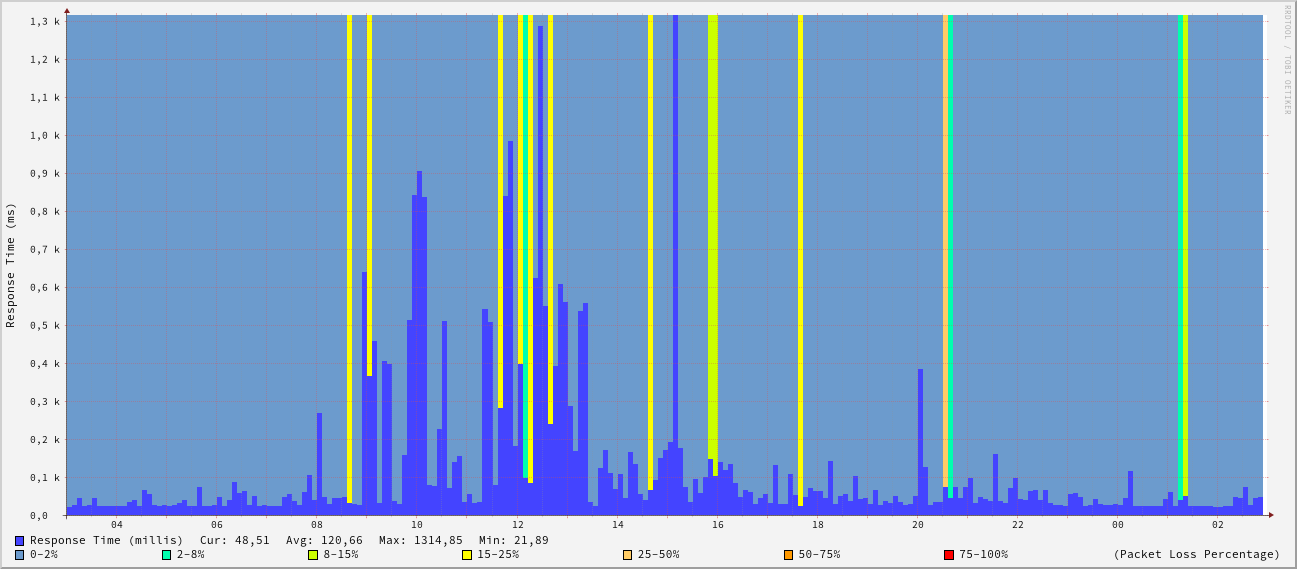 RRDTOOL / TOBI OETIKER
Response Time (ms)
1,3 k
1,2 k
1,1 k
1,0 k
0,9 k
0,8 k
0,7 k
0,6 k
0,5 k
0,4 k
0,3 k
0,2 k
0,1 k
0,0
04 06 08 10 12 14 16 18 20 22 00 02
Response Time (millis) Cur: 48,51 Avg: 120,66 Max: 1314,85 Min: 21,89
0-2% 2-8% 8-15% 15-25% 25-50% 50-75% 75-100% (Packet Loss Percentage)